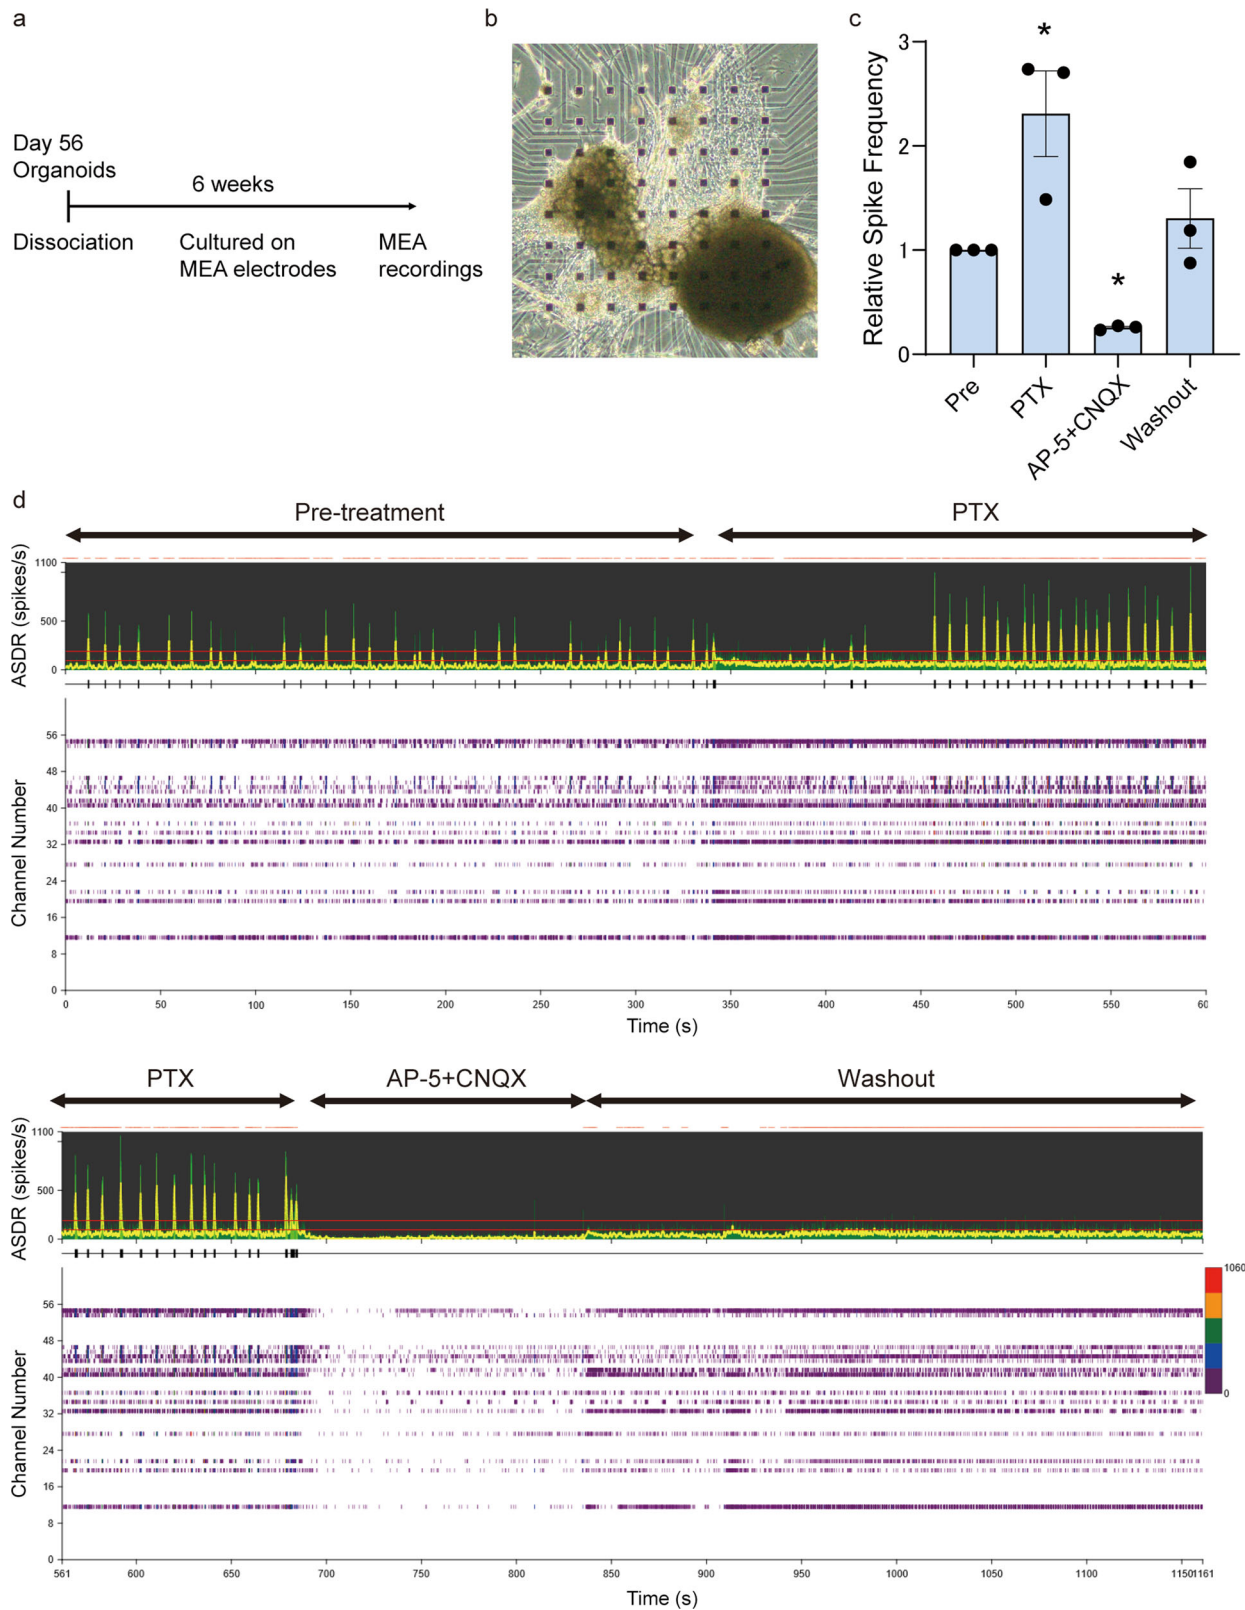 a
Day 56
Organoids
6 weeks
Dissociation
Cultured on
MEA electrodes
MEA
recordings
b
c
Relative Spike Frequency
3
2
1
0
*
*
Pre
PTX
AP-5+CNQX
Washout
d
Pre-treatment
PTX
ASDR (spikes/s)
1100
500
0
Channel Number
56
48
40
32
24
16
8
0
0 50 100 150 200 250 300 350 400 450 500 550 60
Time (s)
PTX
AP-5+CNQX
Washout
ASDR (spikes/s)
1100
500
0
Channel Number
56
48
40
32
24
16
8
0
1060
0
561 600 650 700 750 800 850 900 950 1000 1050 1100 11501161
Time (s)